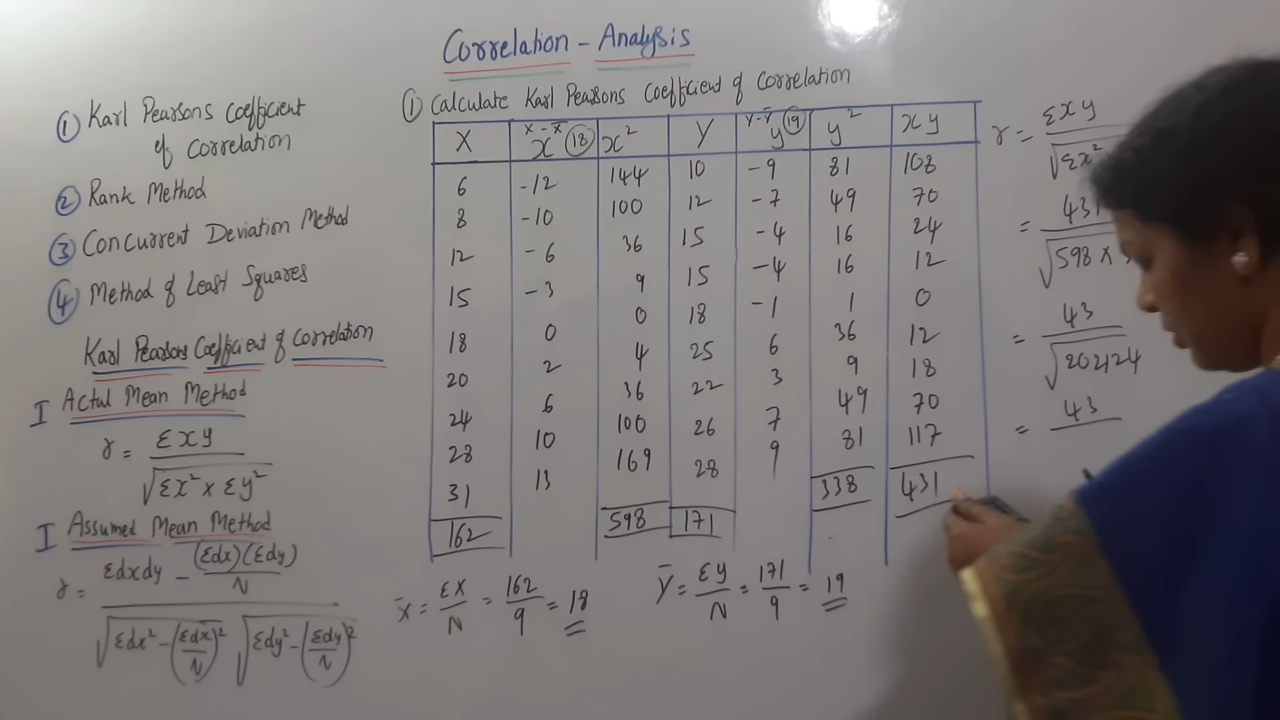 Correlation - Analysis
① Karl Pearsons Coefficient
of correlation
② Rank Method
③ Concurrent Deviation Method
④ Method of Least Squares
Karl Pearsons Coefficient of Correlation
I Actul Mean Method
r = Σxy / √Σx² × Σy²
I Assumed Mean Method
r = Σdxdy - (Σdx)(Σdy)/N / √Σdx² - (Σdx/N)² √Σdy² - (Σdy/N)²
① Calculate Karl Pearsons Coefficient of Correlation
X | X - X̄ x ⑱ | x² | Y | Y - Ȳ y ⑲ | y² | xy
6 | -12 | 144 | 10 | -9 | 81 | 108
8 | -10 | 100 | 12 | -7 | 49 | 70
12 | -6 | 36 | 15 | -4 | 16 | 24
15 | -3 | 9 | 15 | -4 | 16 | 12
18 | 0 | 0 | 18 | -1 | 1 | 0
20 | 2 | 4 | 25 | 6 | 36 | 12
24 | 6 | 36 | 22 | 3 | 9 | 18
28 | 10 | 100 | 26 | 7 | 49 | 70
31 | 13 | 169 | 28 | 9 | 81 | 117
162 | 598 | 171 | 338 | 431
X̄ = ΣX/N = 162/9 = 18
Ȳ = Σy/N = 171/9 = 19
r = Σxy / √Σx²
= 431 / √598 ×
= 43 / √202124
= 43